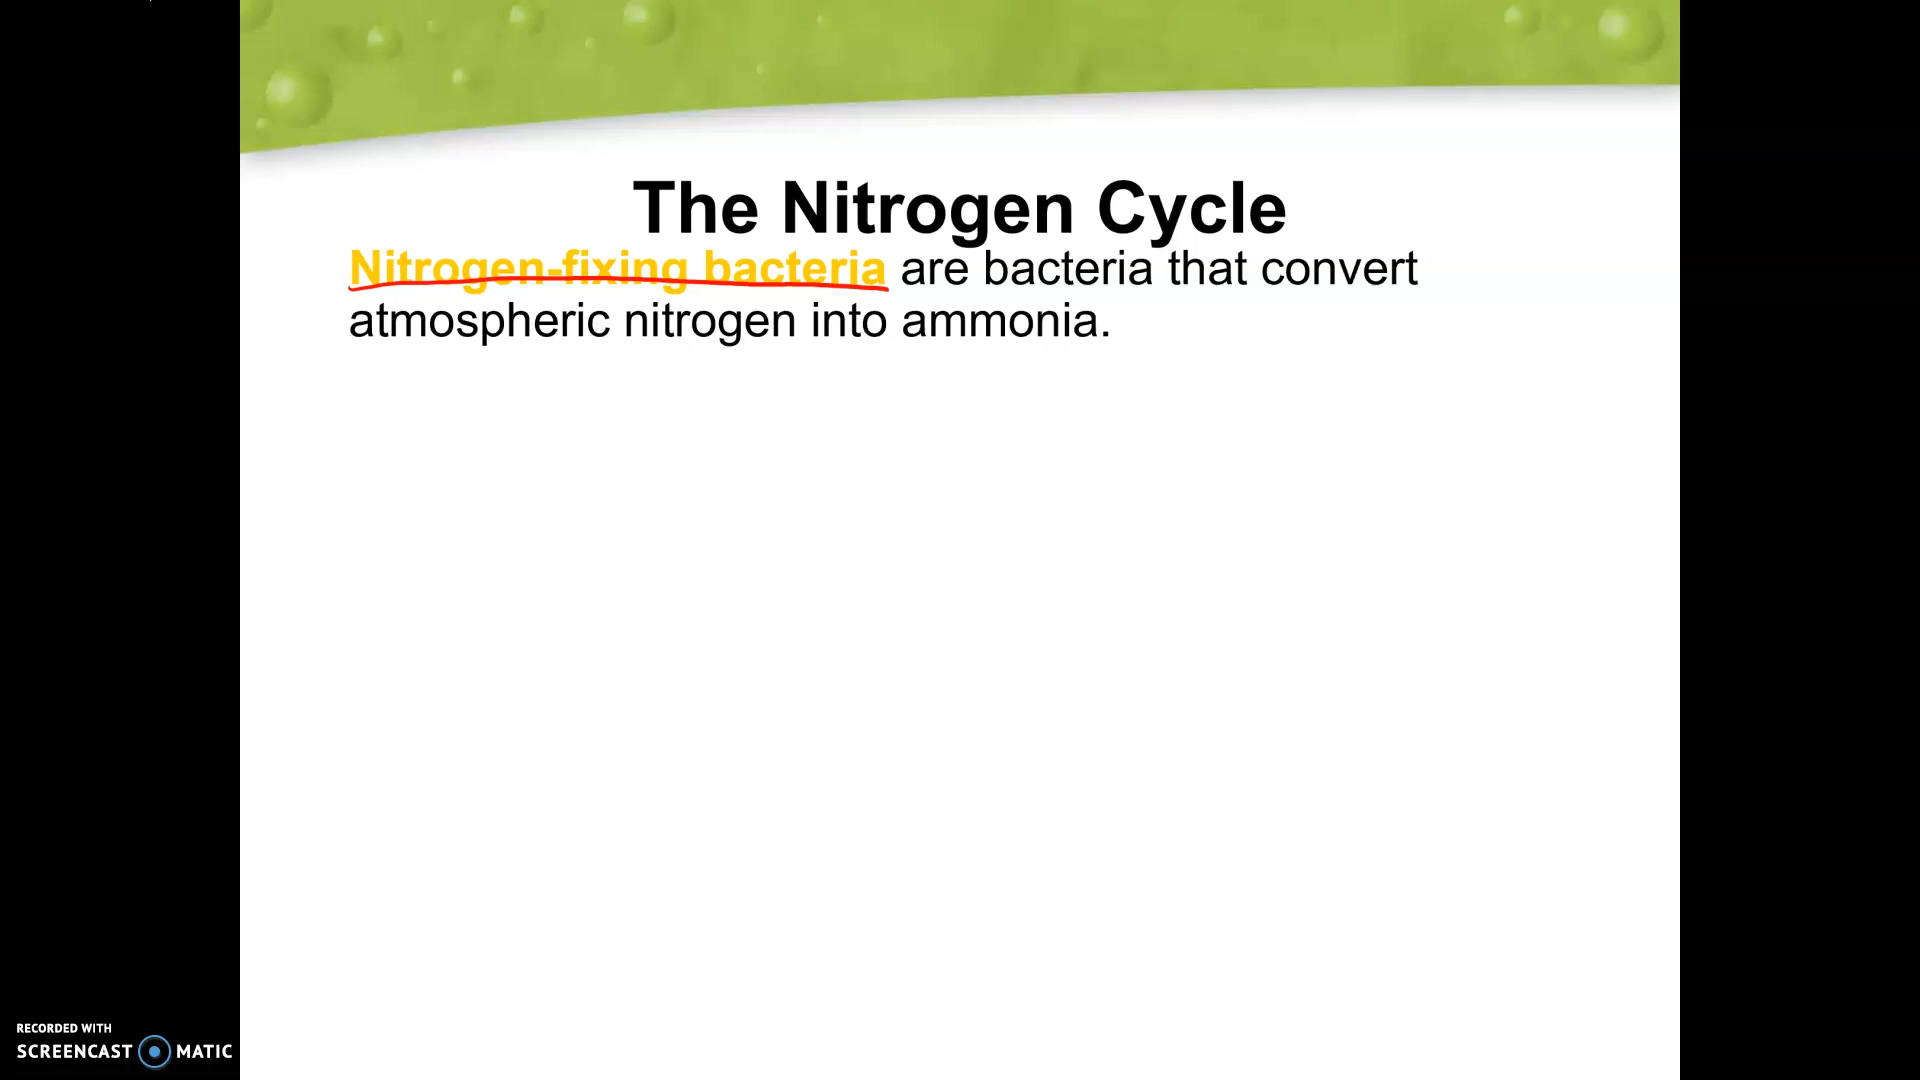 The Nitrogen Cycle
Nitrogen-fixing bacteria are bacteria that convert
atmospheric nitrogen into ammonia.
RECORDED WITH
SCREENCAST MATIC